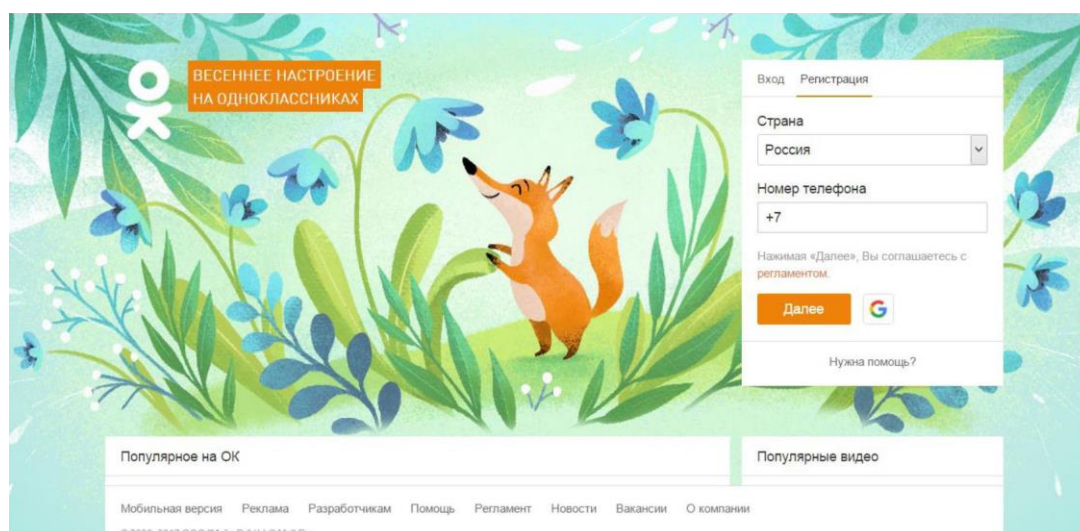 ВЕСЕННЕЕ НАСТРОЕНИЕ
НА ОДНОКЛАССНИКАХ
Вход Регистрация
Страна
Россия
Номер телефона
+7
Нажимая «Далее», Вы соглашаетесь с
регламентом.
Далее
Нужна помощь?
Популярное на ОК
Популярные видео
Мобильная версия Реклама Разработчикам Помощь Регламент Новости Вакансии О компании